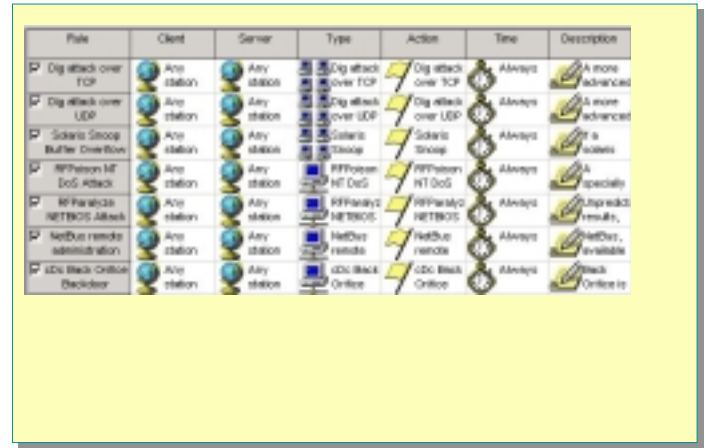 Rule Client Server Type Action Time Description
Dig attack over Any Any Dig attack Dig attack Always A more
TCP station station over TCP over TCP advanced
Dig attack over Any Any Dig attack Dig attack Always A more
UDP station station over UDP over UDP advanced
Solaris Snoop Any Any Solaris Solaris Always If a
Buffer Overflow station station Snoop Snoop solaris
RFPoison NT Any Any RFPoison RFPoison Always A
DoS Attack station station NT DoS NT DoS specially
RFParalyze Any Any RFParalyz RFParalyz Always Unpredict
NETBIOS Attack station station NETBIOS NETBIOS results,
NetBus remote Any Any NetBus NetBus Always NetBus,
administration station station remote remote available
cDc Back Orifice Any Any cDc Back cDc Back Always Back
Backdoor station station Orifice Orifice Orifice is